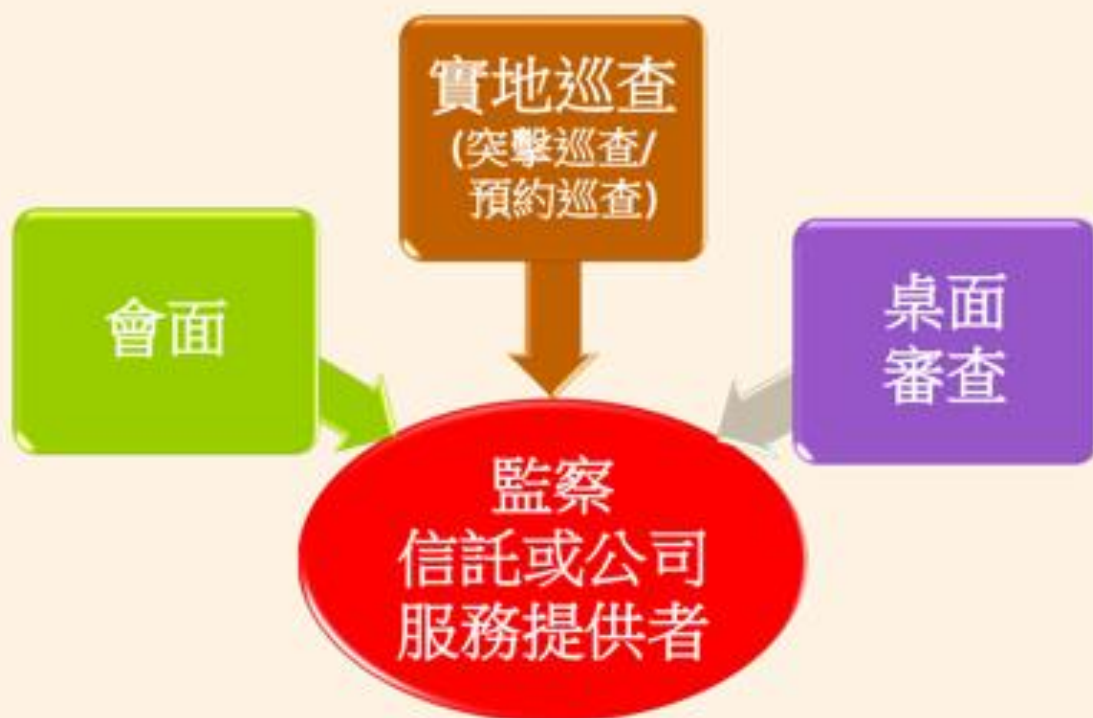 實地巡查
(突擊巡查/
預約巡查)
會面
桌面
審查
監察
信託或公司
服務提供者